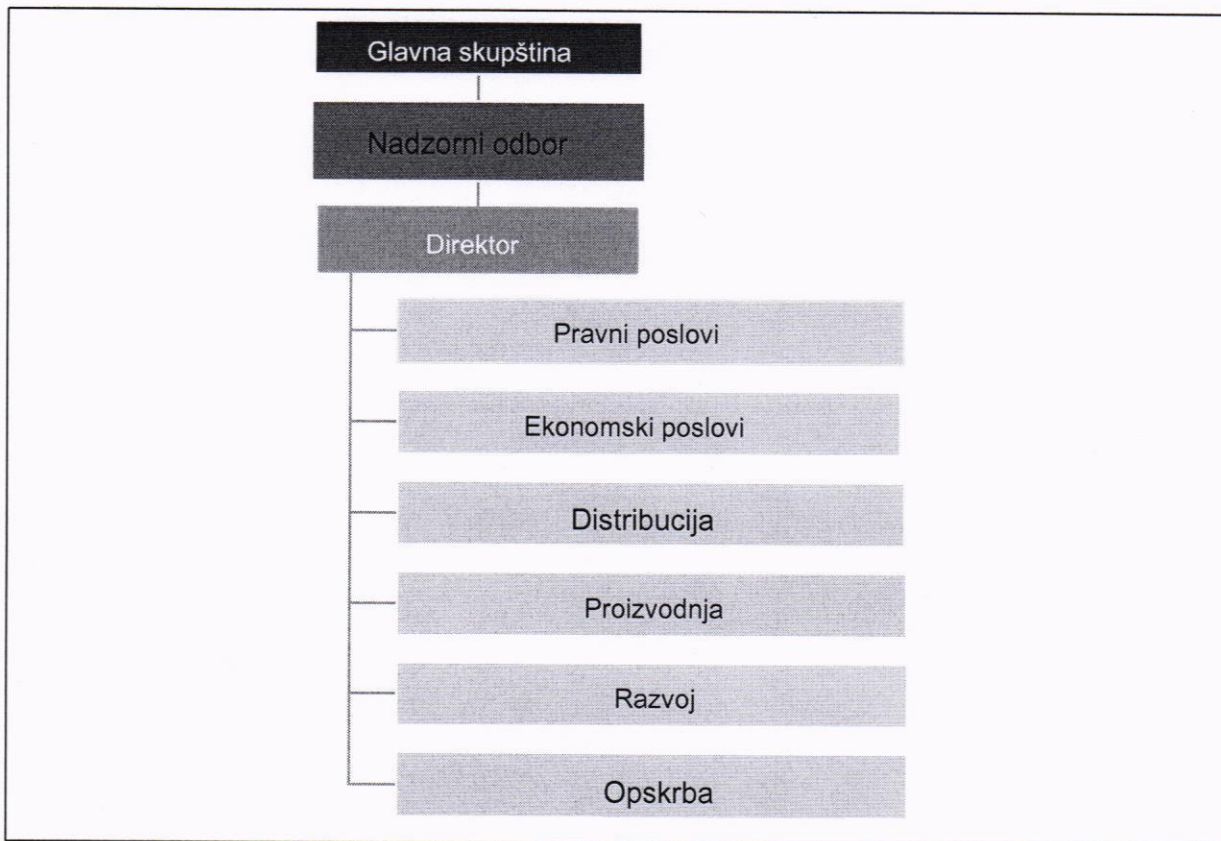 Glavna skupština
Nadzorni odbor
Direktor
Pravni poslovi
Ekonomski poslovi
Distribucija
Proizvodnja
Razvoj
Opskrba